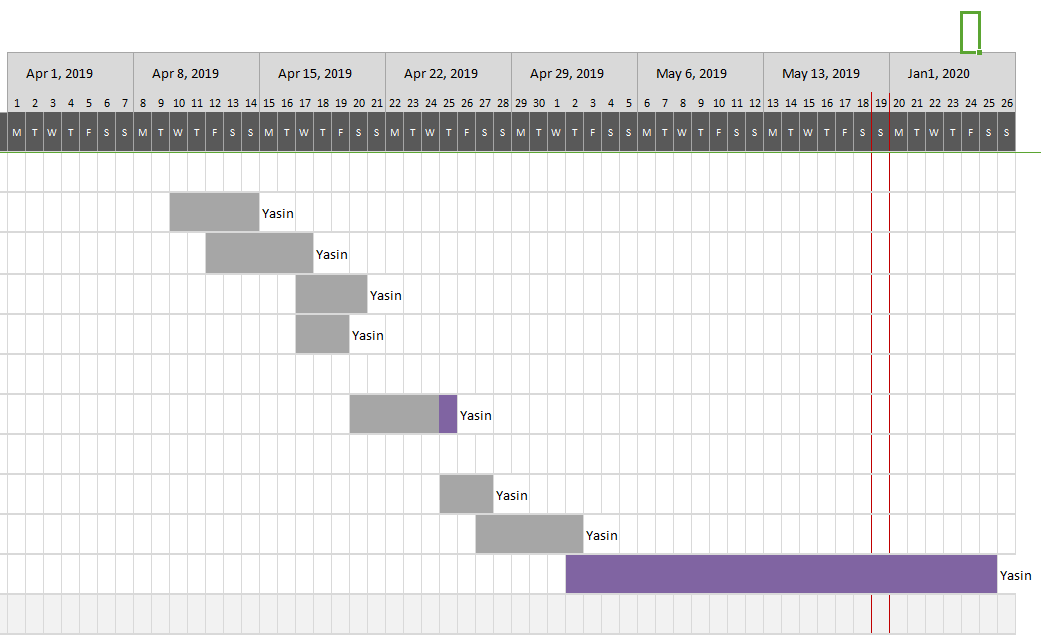 Apr 1, 2019 Apr 8, 2019 Apr 15, 2019 Apr 22, 2019 Apr 29, 2019 May 6, 2019 May 13, 2019 Jan1, 2020
1 2 3 4 5 6 7 8 9 10 11 12 13 14 15 16 17 18 19 20 21 22 23 24 25 26 27 28 29 30 1 2 3 4 5 6 7 8 9 10 11 12 13 14 15 16 17 18 19 20 21 22 23 24 25 26
M T W T F S S M T W T F S S M T W T F S S M T W T F S S M T W T F S S M T W T F S S M T W T F S S M T W T F S S
Yasin
Yasin
Yasin
Yasin
Yasin
Yasin
Yasin
Yasin